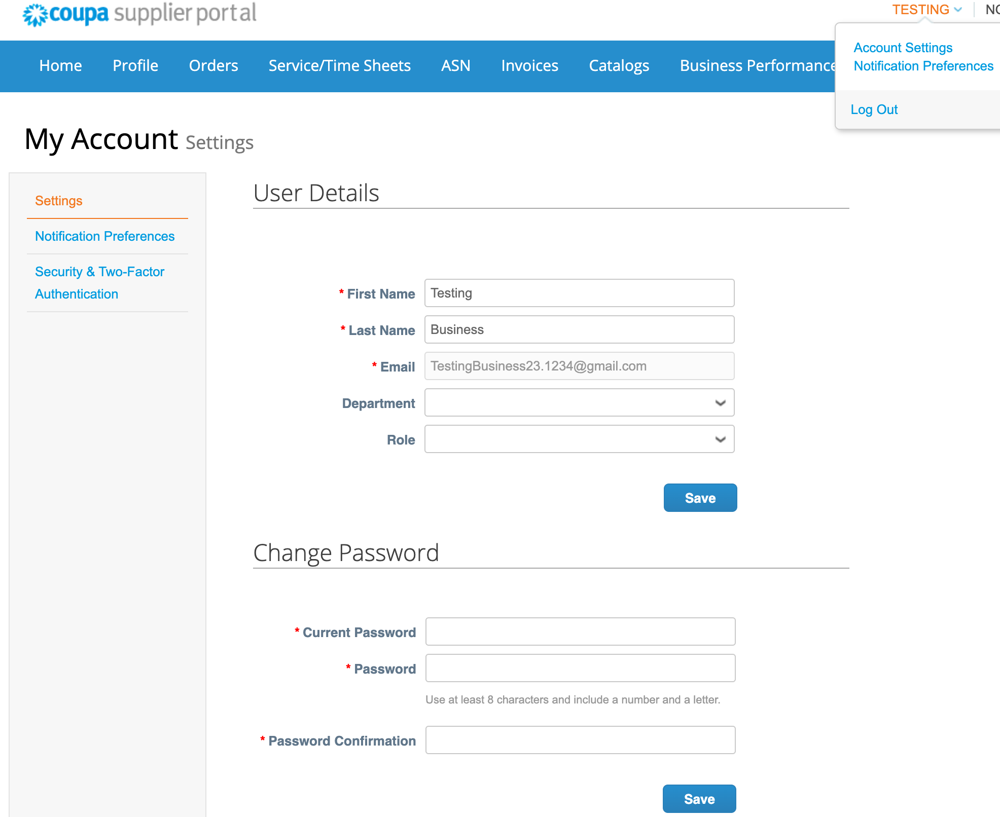 coupa supplier portal
TESTING
Account Settings
Notification Preferences
Log Out
Home Profile Orders Service/Time Sheets ASN Invoices Catalogs Business Performance
My Account Settings
Settings
Notification Preferences
Security & Two-Factor
Authentication
User Details
* First Name Testing
* Last Name Business
* Email TestingBusiness23.1234@gmail.com
Department
Role
Save
Change Password
* Current Password
* Password
Use at least 8 characters and include a number and a letter.
* Password Confirmation
Save